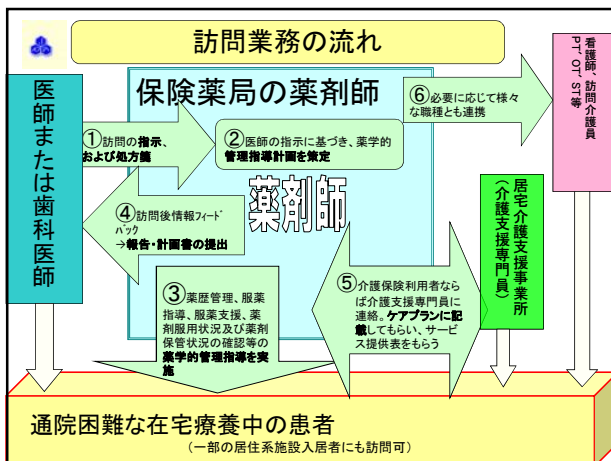 訪問業務の流れ
医師または歯科医師
保険薬局の薬剤師
①訪問の指示、
および処方箋
②医師の指示に基づき、薬学的
管理指導計画を策定
薬剤師
④訪問後情報フィード
バック
→報告・計画書の提出
③薬歴管理、服薬
指導、服薬支援、薬
剤服用状況及び薬剤
保管状況の確認等の
薬学的管理指導を実
施
⑤介護保険利用者なら
ば介護支援専門員に
連絡。ケアプランに記
載してもらい、サービ
ス提供表をもらう
⑥必要に応じて様々
な職種とも連携
看護師、訪問介護員
PT、OT、ST等
居宅介護支援事業所
(介護支援専門員)
通院困難な在宅療養中の患者
(一部の居住系施設入居者にも訪問可)